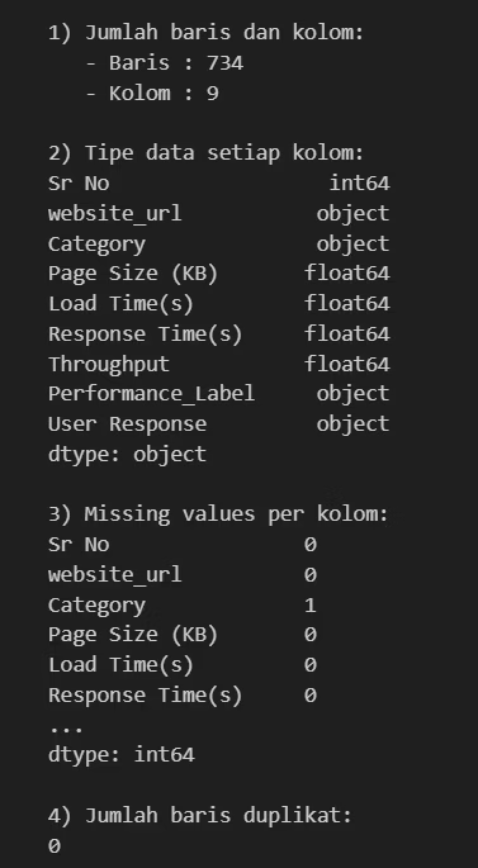 1) Jumlah baris dan kolom:
- Baris : 734
- Kolom : 9
2) Tipe data setiap kolom:
Sr No int64
website_url object
Category object
Page Size (KB) float64
Load Time(s) float64
Response Time(s) float64
Throughput float64
Performance_Label object
User Response object
dtype: object
3) Missing values per kolom:
Sr No 0
website_url 0
Category 1
Page Size (KB) 0
Load Time(s) 0
Response Time(s) 0
...
dtype: int64
4) Jumlah baris duplikat:
0